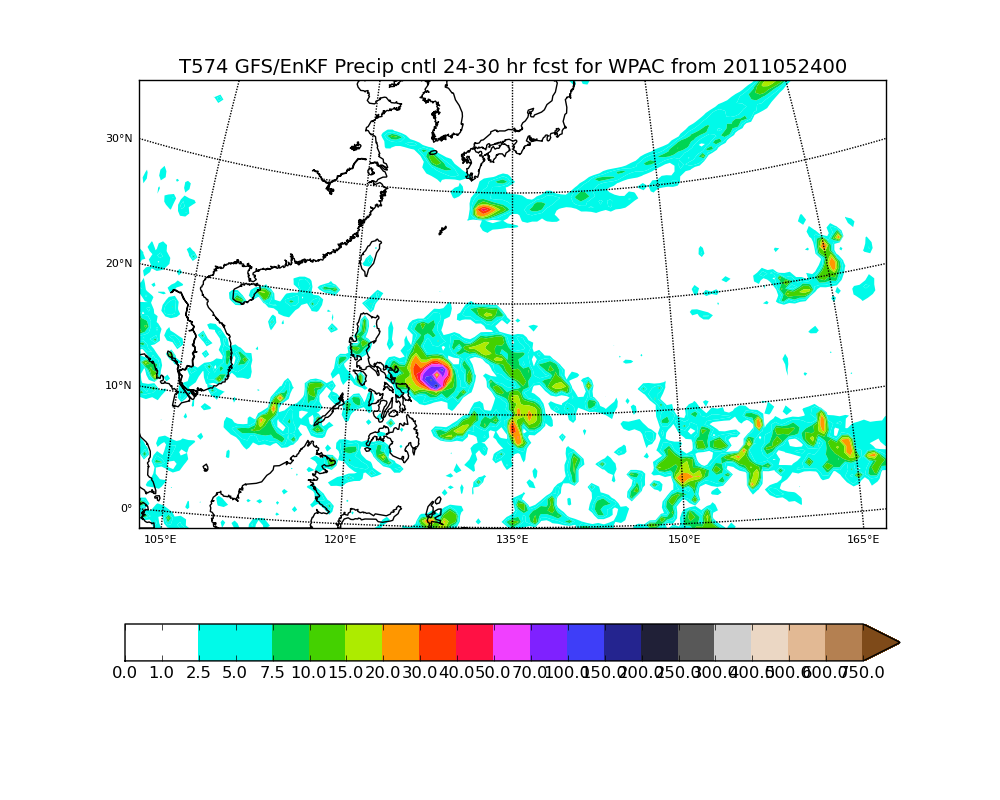 T574 GFS/EnKF Precip cntl 24-30 hr fcst for WPAC from 2011052400
30°N
20°N
10°N
0°
105°E 120°E 135°E 150°E 165°E
0.0 1.0 2.5 5.0 7.5 10.0 15.0 20.0 30.0 40.0 50.0 70.0 100.0 150.0 200.0 250.0 300.0 400.0 500.0 600.0 750.0